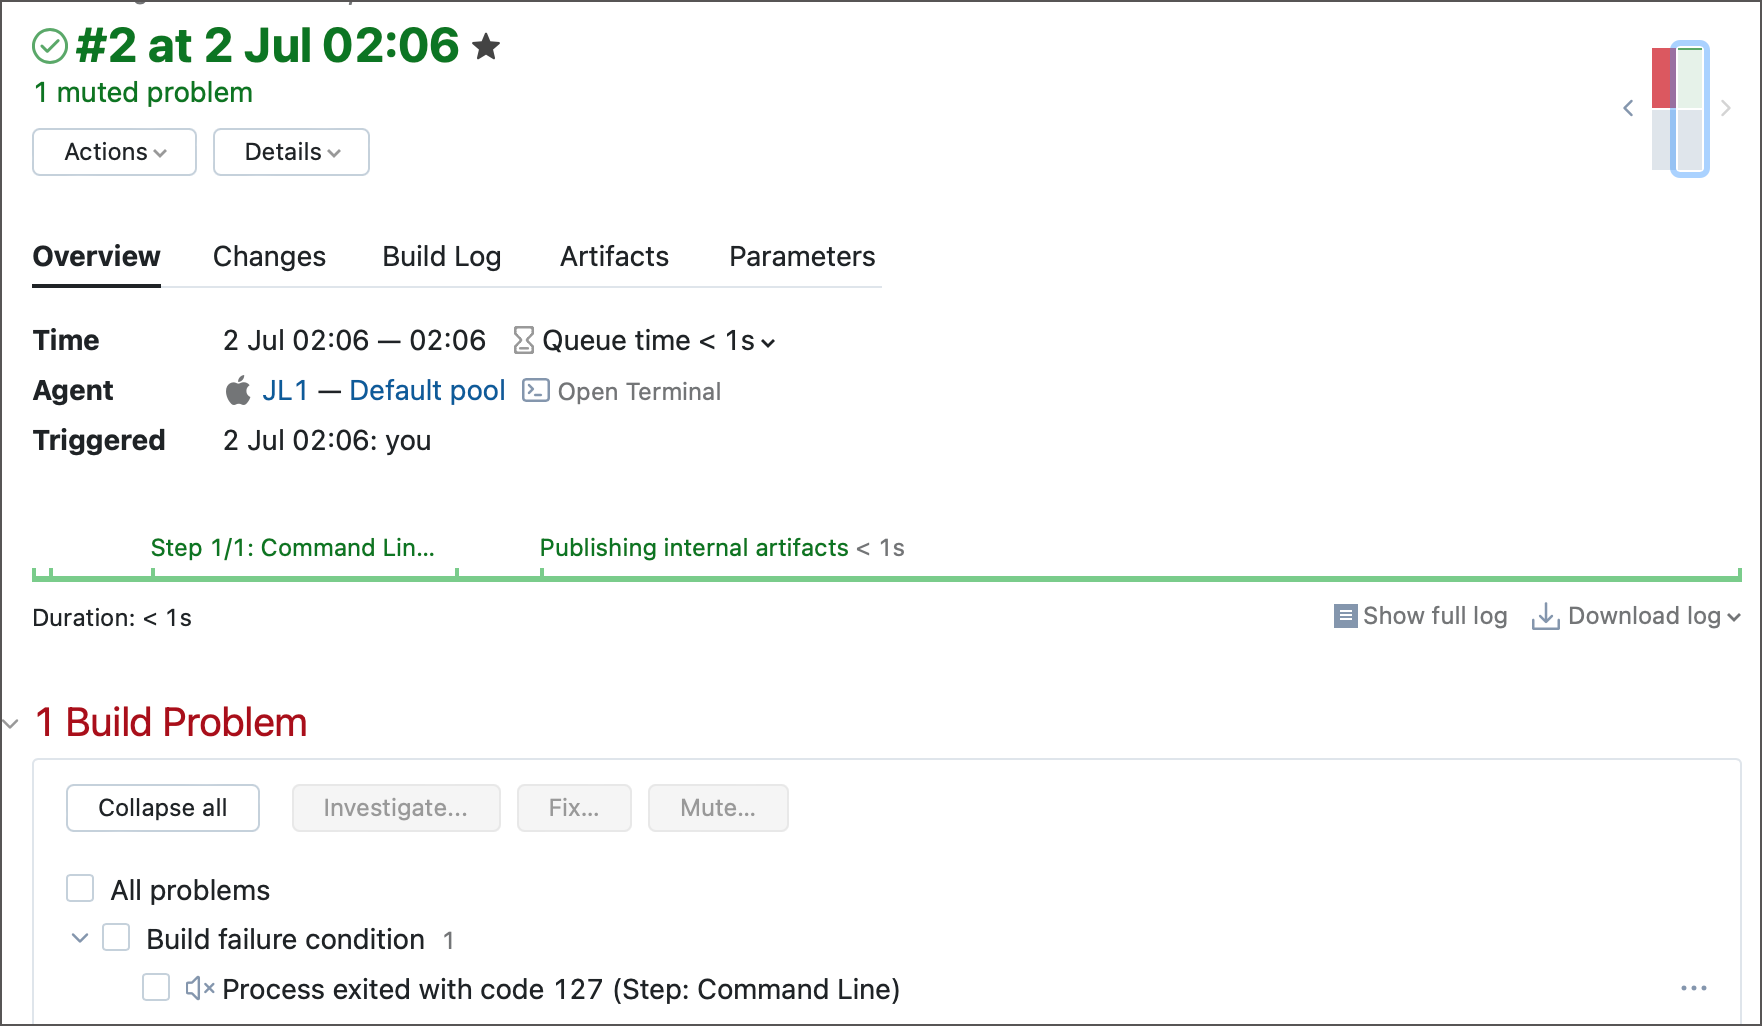 #2 at 2 Jul 02:06
1 muted problem
Actions
Details
Overview
Changes
Build Log
Artifacts
Parameters
Time 2 Jul 02:06 — 02:06 Queue time < 1s
Agent JL1 — Default pool Open Terminal
Triggered 2 Jul 02:06: you
Step 1/1: Command Lin... Publishing internal artifacts < 1s
Duration: < 1s Show full log Download log
1 Build Problem
Collapse all Investigate... Fix... Mute...
All problems
Build failure condition 1
Process exited with code 127 (Step: Command Line)